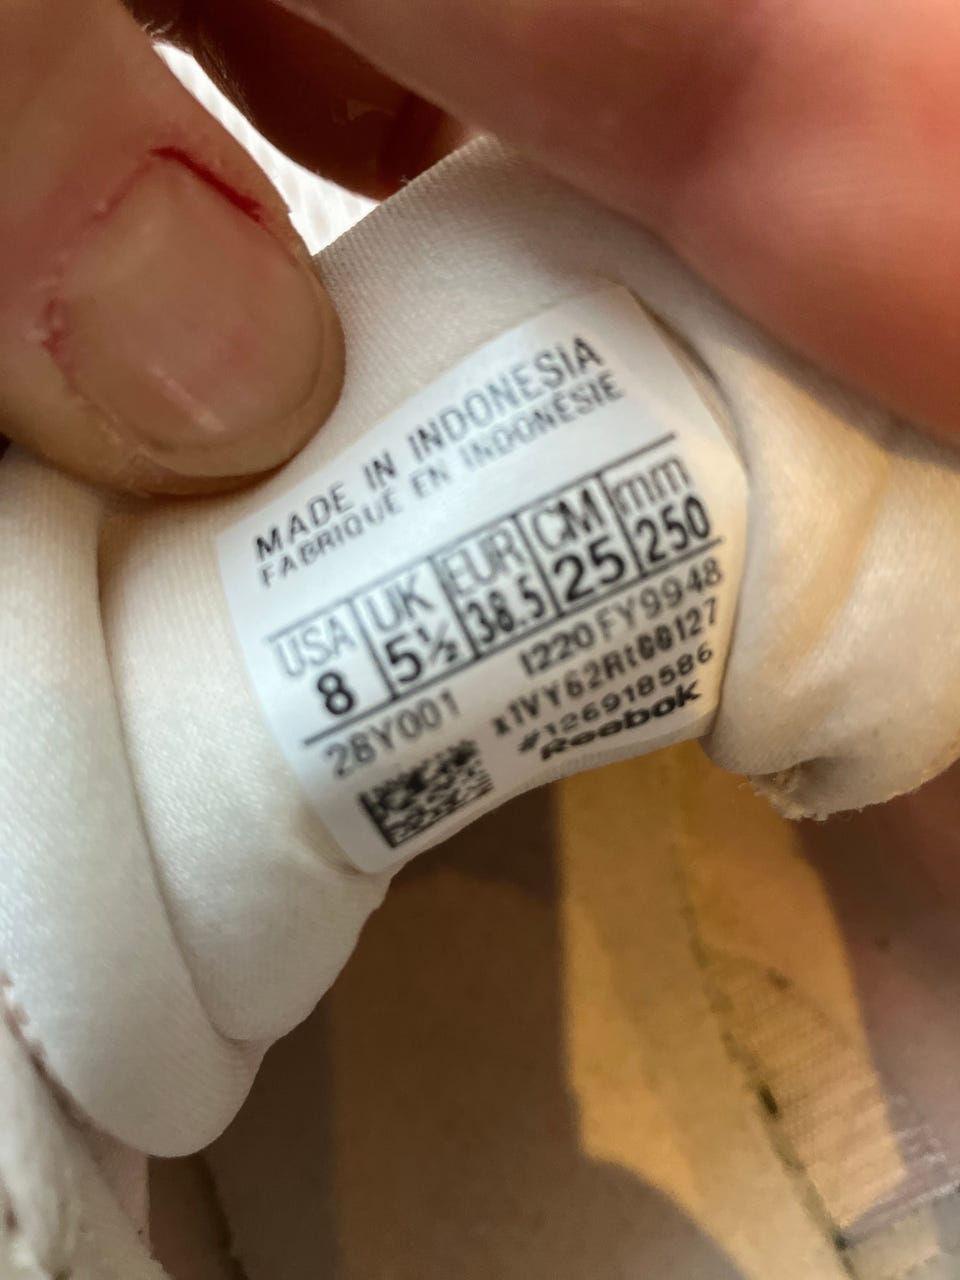 MADE IN INDONESIA
FABRIQUÉ EN INDONÉSIE
USA UK EUR CM mm
8 5½ 38.5 25 250
28Y001 1220 FY9948
#126918586
Reebok